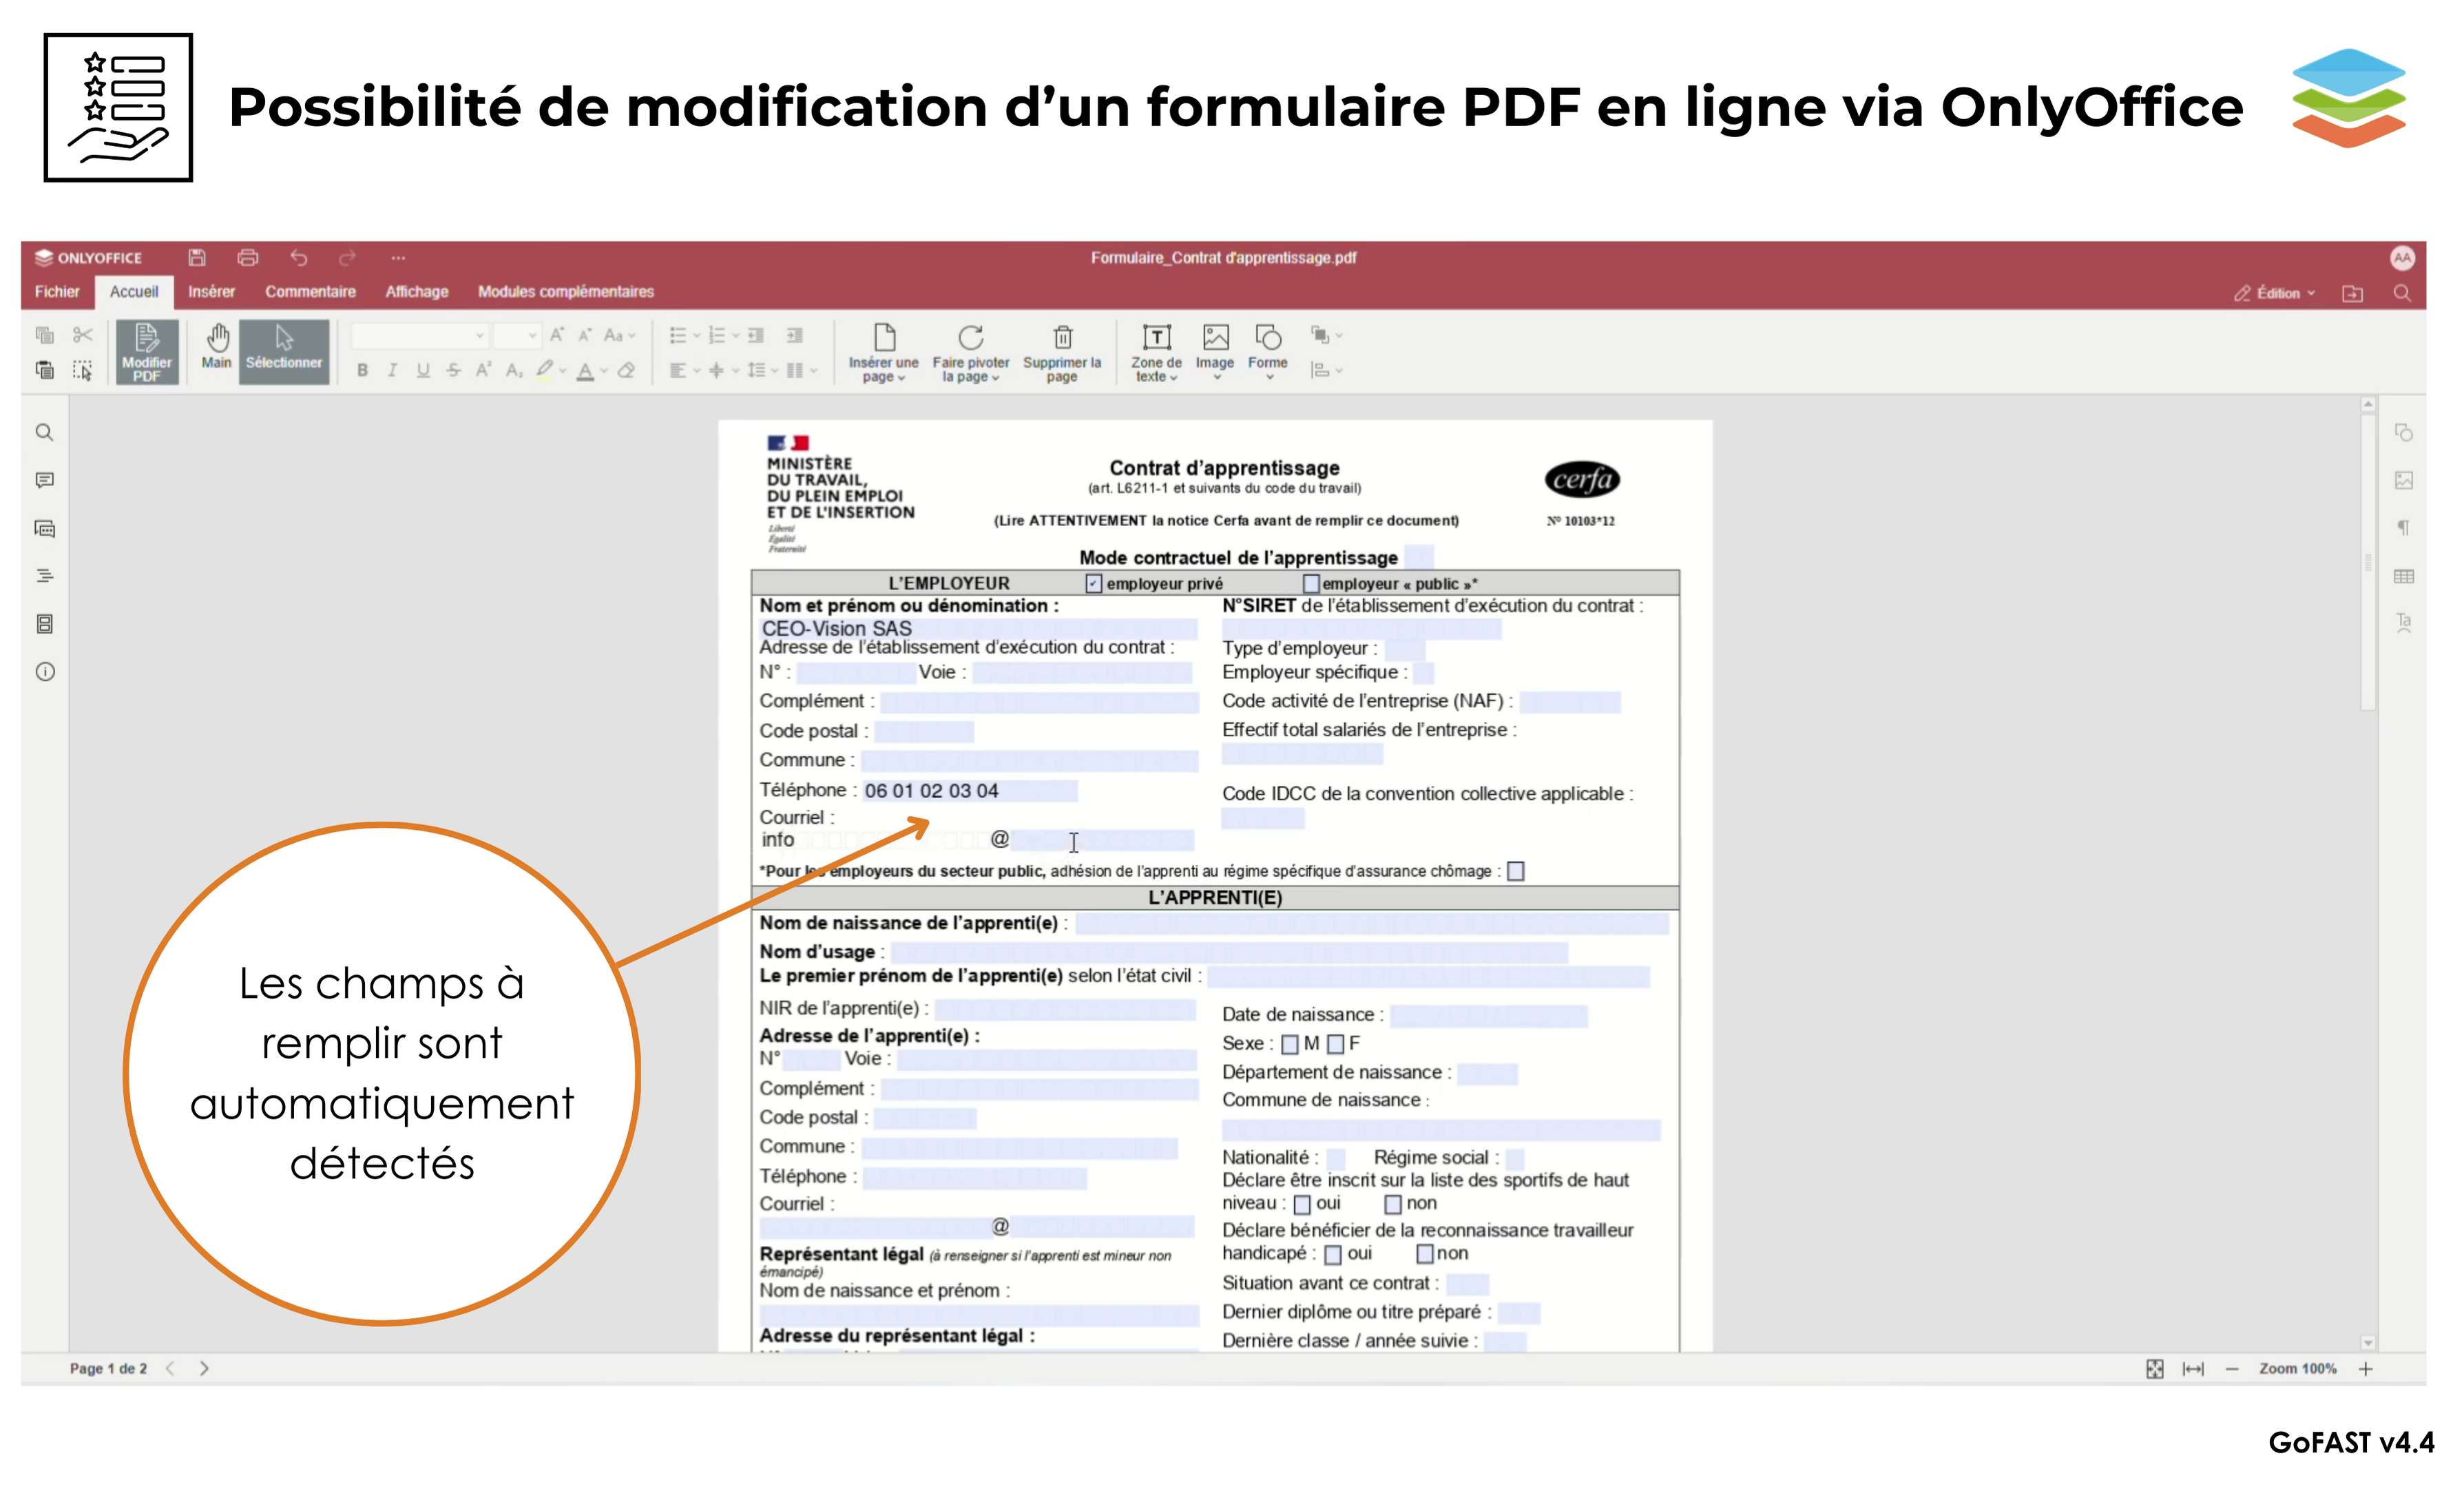 Possibilité de modification d'un formulaire PDF en ligne via OnlyOffice
ONLYOFFICE
Formulaire_Contrat d'apprentissage.pdf
AA
Fichier Accueil Insérer Commentaire Affichage Modules complémentaires
Édition
Modifier PDF
Main
Sélectionner
Insérer une page
Faire pivoter la page
Supprimer la page
Zone de texte
Image
Forme
MINISTÈRE
DU TRAVAIL,
DU PLEIN EMPLOI
ET DE L'INSERTION
Liberté
Égalité
Fraternité
Contrat d'apprentissage
(art. L6211-1 et suivants du code du travail)
(Lire ATTENTIVEMENT la notice Cerfa avant de remplir ce document)
cerfa
N° 10103*12
Mode contractuel de l'apprentissage
L'EMPLOYEUR employeur privé employeur « public »*
Nom et prénom ou dénomination :
CEO-Vision SAS
Adresse de l'établissement d'exécution du contrat :
N° : Voie :
Complément :
Code postal :
Commune :
Téléphone : 06 01 02 03 04
Courriel :
info @
N°SIRET de l'établissement d'exécution du contrat :
Type d'employeur :
Employeur spécifique :
Code activité de l'entreprise (NAF) :
Effectif total salariés de l'entreprise :
Code IDCC de la convention collective applicable :
*Pour les employeurs du secteur public, adhésion de l'apprenti au régime spécifique d'assurance chômage :
L'APPRENTI(E)
Nom de naissance de l'apprenti(e) :
Nom d'usage :
Le premier prénom de l'apprenti(e) selon l'état civil :
NIR de l'apprenti(e) :
Adresse de l'apprenti(e) :
N° Voie :
Complément :
Code postal :
Commune :
Téléphone :
Courriel :
@
Représentant légal (à renseigner si l'apprenti est mineur non
émancipé)
Nom de naissance et prénom :
Adresse du représentant légal :
Date de naissance :
Sexe : M F
Département de naissance :
Commune de naissance :
Nationalité : Régime social :
Déclare être inscrit sur la liste des sportifs de haut
niveau : oui non
Déclare bénéficier de la reconnaissance travailleur
handicapé : oui non
Situation avant ce contrat :
Dernier diplôme ou titre préparé :
Dernière classe / année suivie :
Les champs à
remplir sont
automatiquement
détectés
Page 1 de 2
Zoom 100%
GoFAST v4.4